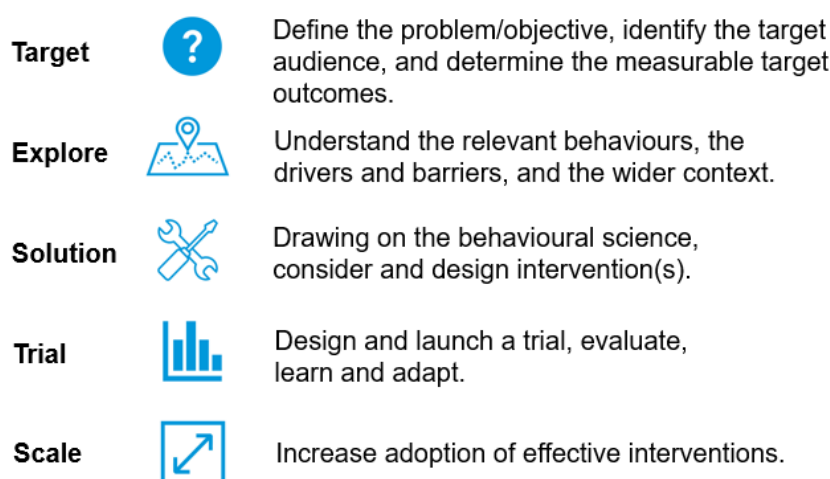 Target
?
Define the problem/objective, identify the target
audience, and determine the measurable target
outcomes.
Explore
Understand the relevant behaviours, the
drivers and barriers, and the wider context.
Solution
Drawing on the behavioural science,
consider and design intervention(s).
Trial
Design and launch a trial, evaluate,
learn and adapt.
Scale
Increase adoption of effective interventions.